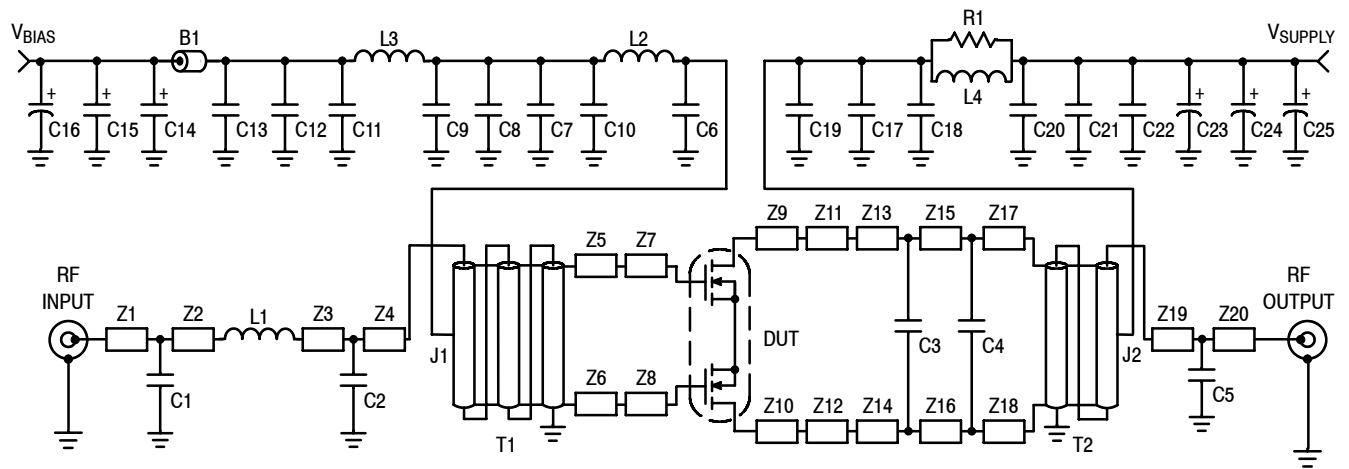 V_BIAS B1 L3 L2 R1 V_SUPPLY
L4
+ + + + + +
C16 C15 C14 C13 C12 C11 C9 C8 C7 C10 C6 C19 C17 C18 C20 C21 C22 C23 C24 C25
Z9 Z11 Z13 Z15 Z17
Z5 Z7
RF INPUT
RF OUTPUT
Z1 Z2 L1 Z3 Z4
J1
DUT
C3 C4
J2
Z19 Z20
C1 C2
Z6 Z8
C5
Z10 Z12 Z14 Z16 Z18
T1 T2